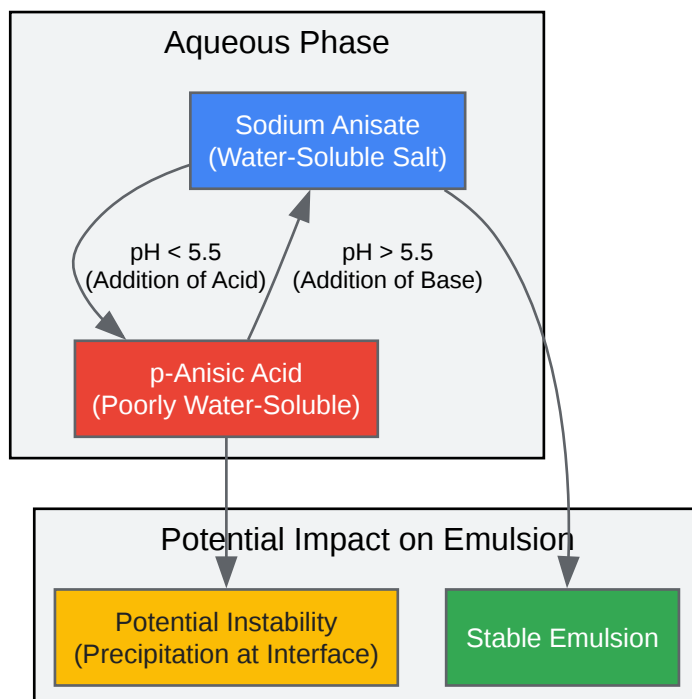 Aqueous Phase
Sodium Anisate
(Water-Soluble Salt)
pH < 5.5
(Addition of Acid)
pH > 5.5
(Addition of Base)
p-Anisic Acid
(Poorly Water-Soluble)
Potential Impact on Emulsion
Potential Instability
(Precipitation at Interface)
Stable Emulsion